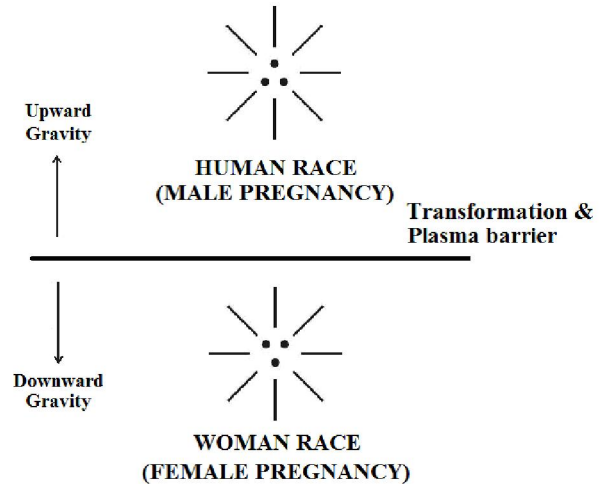 Upward
Gravity
HUMAN RACE
(MALE PREGNANCY)
Transformation &
Plasma barrier
Downward
Gravity
WOMAN RACE
(FEMALE PREGNANCY)